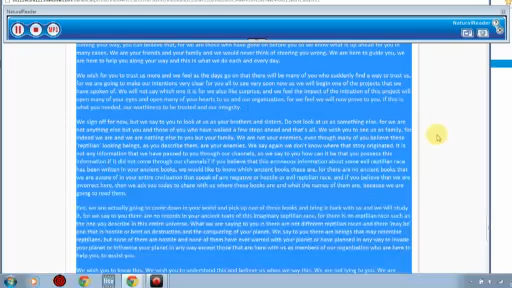 NaturalReader
NaturalReader
MP3
coming your way, you can believe that, for we are those who have gone on before you so we know what is up ahead for you in
many cases. We are your friends and your family and we would never think of steering you wrong. We are here to guide you, we
are here to help you along your way and this is what we do each and every day.
We wish for you to trust us more and we feel as the days go on that there will be many of you who suddenly find a way to trust us,
for we are going to make our intentions very clear for you all to see very soon now as we will begin one of the projects that we
have spoken of. We will not say which one it is for we also like surprises, and we feel the impact of the initiation of this project will
open many of your eyes and open many of your hearts to us and our organization, for we feel we will now prove to you, if this is
what you needed, our worthiness to be trusted and our integrity.
We sign off for now, but we say to you to look at us as your brothers and sisters. Do not look at us as something else, for we are
not anything else but you and those of you who have walked a few steps ahead and that's all. We wish you to see us as family, for
indeed we are and we are nothing else to you but your family. We are not your enemies, even though many of you believe these
'reptilian' looking beings, as you describe them, are your enemies. We say again we don't know where that story originated. It is
not any information that we have passed to you through our channels, so we say to you how can it be that you possess this
information if it did not come through our channels? If you believe that this erroneous information about some evil reptilian race
has been written in your ancient books, we would like to know which ancient books these are, for there are no ancient books that
we are aware of in your entire civilization that speak of any negative or hostile or evil reptilian race, and if you believe that we are
incorrect here, then we ask you today to share with us where these books are and what the names of them are, because we are
going to read them.
Yes, we are actually going to come down to your world and pick up one of these books and bring it back with us and we will study
it, for we say to you there are no records in your ancient texts of this imaginary reptilian race, for there is no reptilian race such as
the one you describe in this entire universe. What we are saying to you is there are not different reptilian races and there may be
one that is hostile or bent on destruction and the conquering of your planet. We say to you there are beings that may resemble
reptilians, but none of them are hostile and none of them have ever warred with your planet or have planned in any way to invade
your planet or influence your planet in any way except those that are here with us as members of our organization who are here to
help you, to assist you.
We wish you to know this. We wish you to understand this and believe us when we say this. We are not lying to you. We are